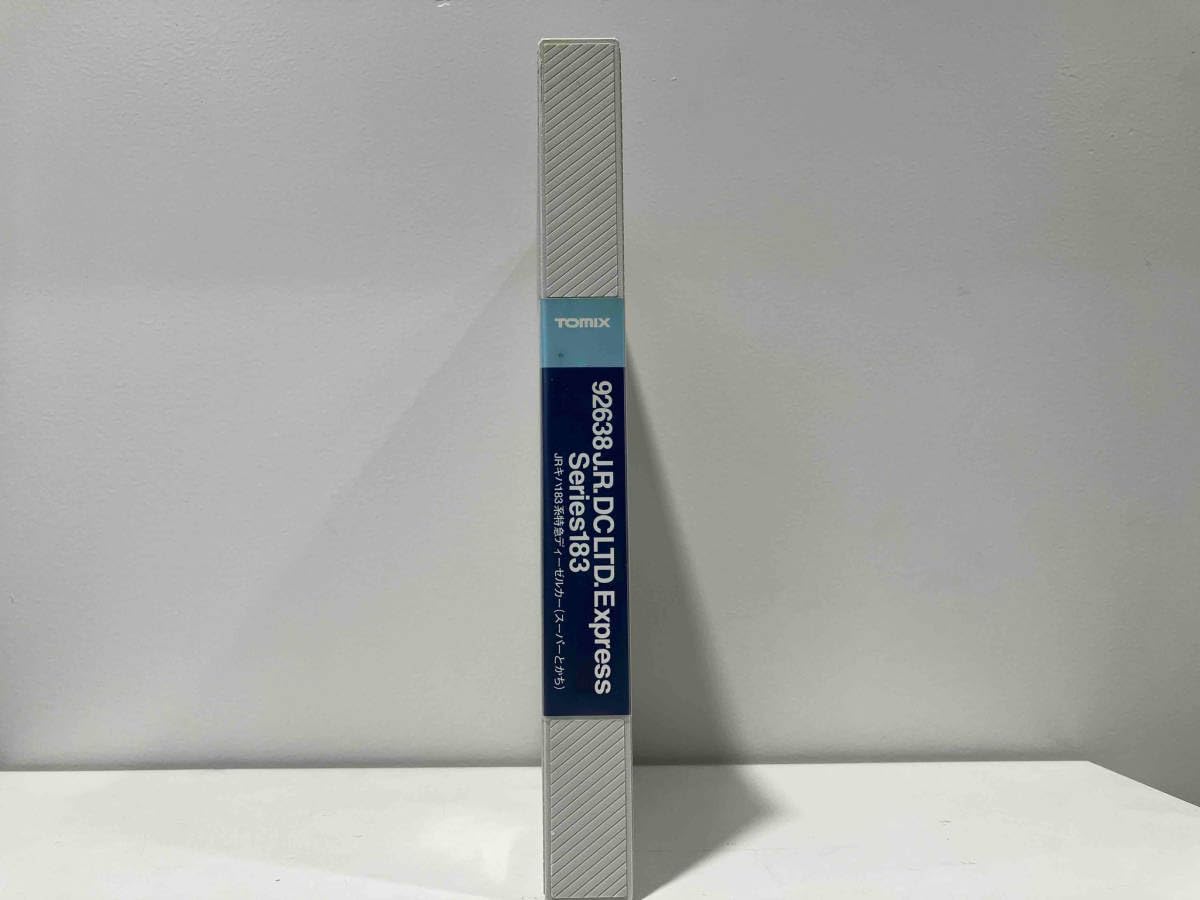 TOMIX
92638 J.R. DC LTD. Express
Series183
JRキハ183系特急ディーゼルカー(スーパーとかち)